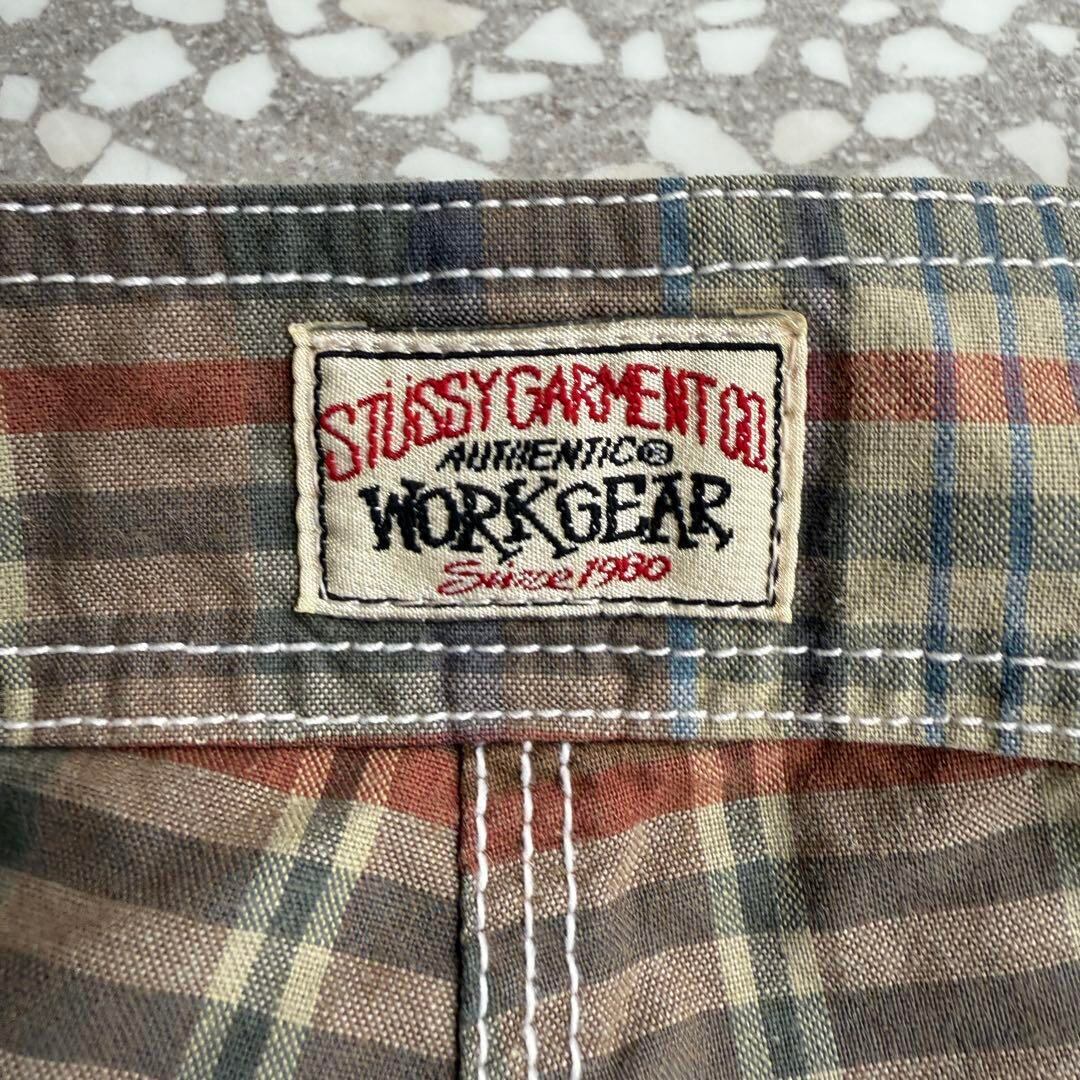 STÜSSY GARMENT CO.
AUTHENTIC®
WORKGEAR
Since 1980